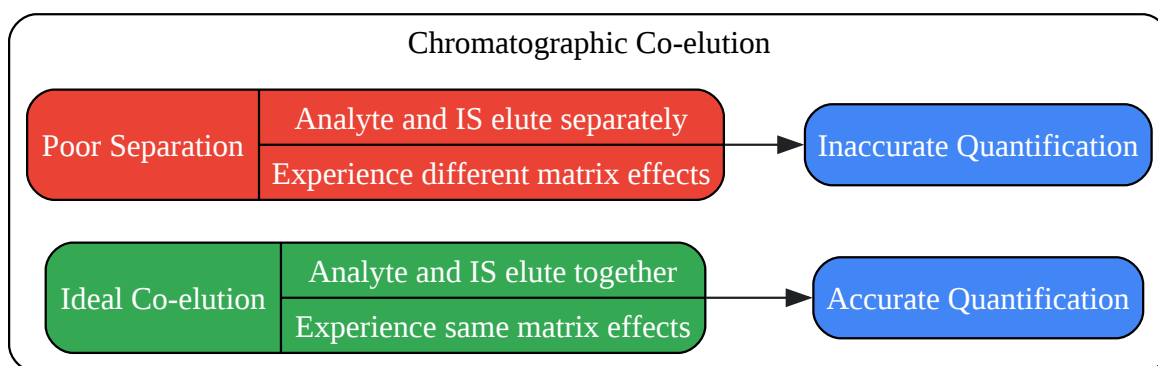 Chromatographic Co-elution
Poor Separation
Analyte and IS elute separately
Experience different matrix effects
Inaccurate Quantification
Ideal Co-elution
Analyte and IS elute together
Experience same matrix effects
Accurate Quantification